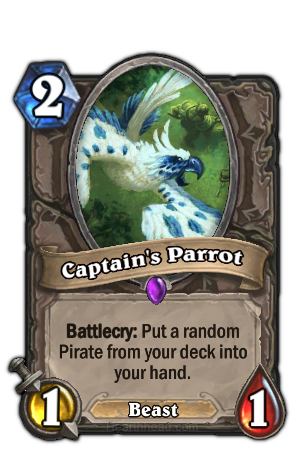 2
Captain's Parrot
Battlecry: Put a random
Pirate from your deck into
your hand.
1
Beast
1